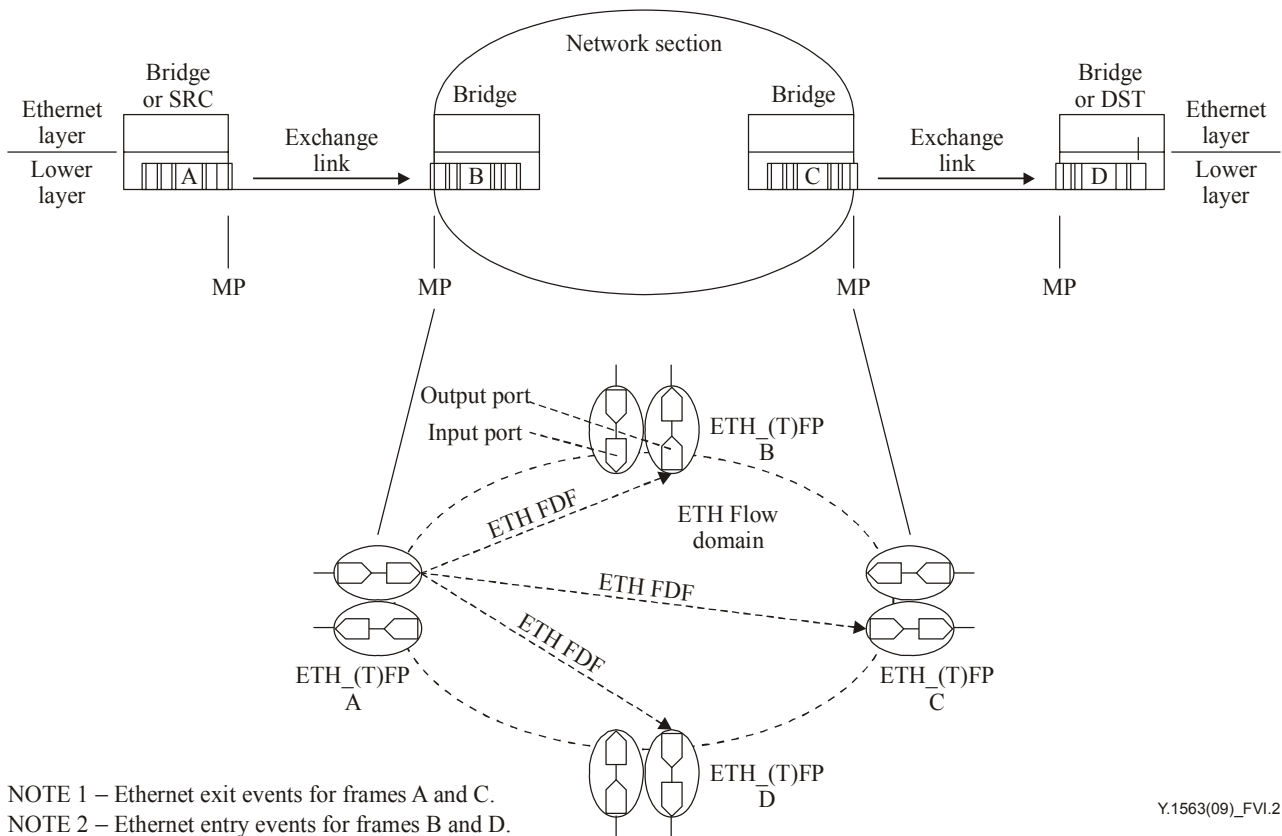 Network section
Bridge
or SRC
Bridge
Bridge
Bridge
or DST
Ethernet
layer
Lower
layer
Exchange
link
Exchange
link
Ethernet
layer
Lower
layer
A
B
C
D
MP
MP
MP
MP
Output port
Input port
ETH_(T)FP
B
ETH FDF
ETH Flow
domain
ETH FDF
ETH FDF
ETH_(T)FP
A
ETH_(T)FP
C
ETH_(T)FP
D
NOTE 1 – Ethernet exit events for frames A and C.
NOTE 2 – Ethernet entry events for frames B and D.
Y.1563(09)_FVI.2